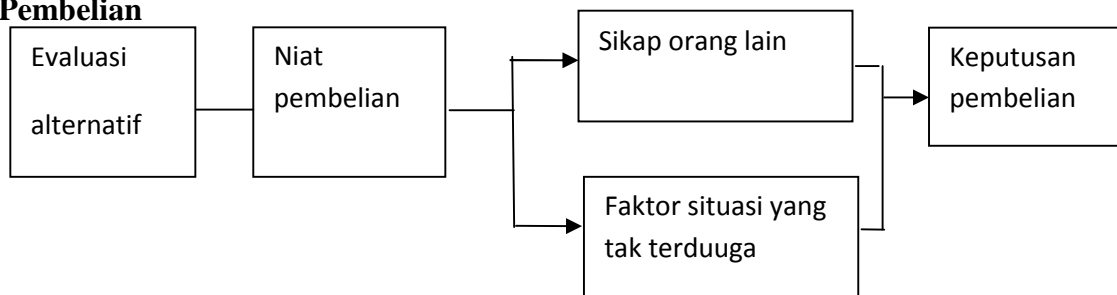 Pembelian
Evaluasi
alternatif
Niat
pembelian
Sikap orang lain
Faktor situasi yang
tak terduuga
Keputusan
pembelian